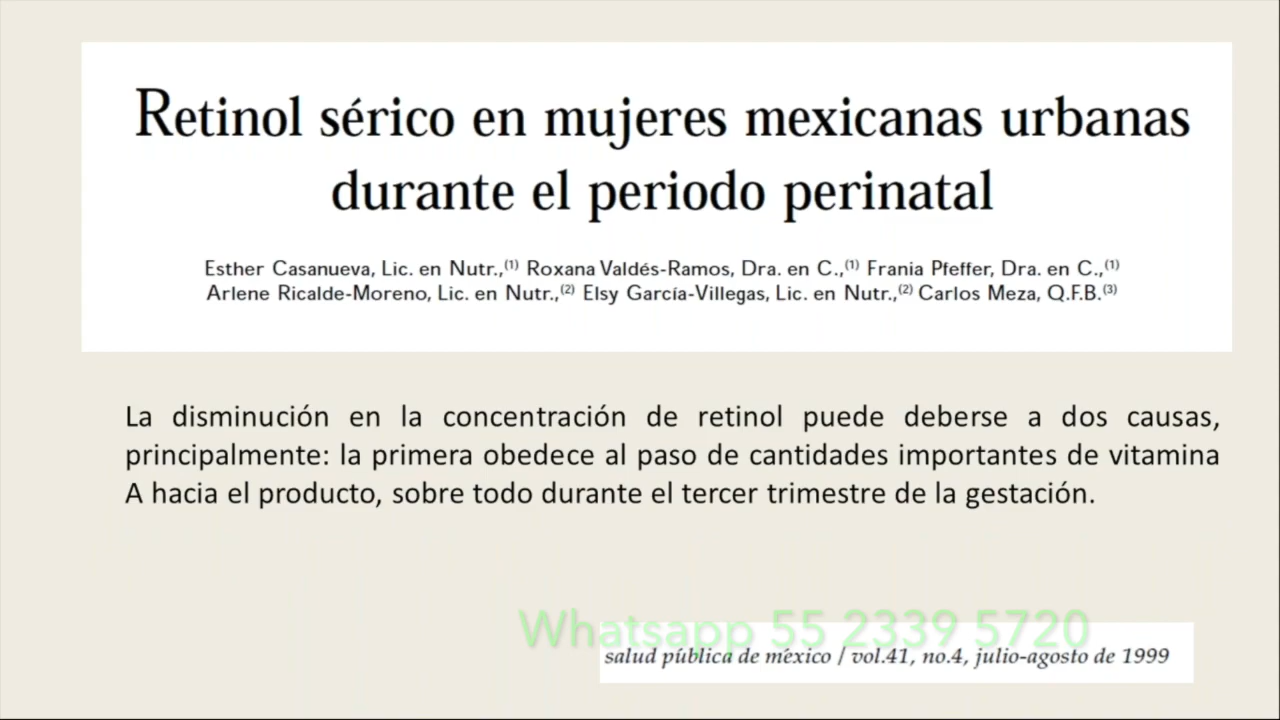 Retinol sérico en mujeres mexicanas urbanas
durante el periodo perinatal
Esther Casanueva, Lic. en Nutr.,(1) Roxana Valdés-Ramos, Dra. en C.,(1) Frania Pfeffer, Dra. en C.,(1)
Arlene Ricalde-Moreno, Lic. en Nutr.,(2) Elsy García-Villegas, Lic. en Nutr.,(2) Carlos Meza, Q.F.B.(3)
La disminución en la concentración de retinol puede deberse a dos causas,
principalmente: la primera obedece al paso de cantidades importantes de vitamina
A hacia el producto, sobre todo durante el tercer trimestre de la gestación.
Whatsapp 55 2339 5720
salud pública de méxico / vol.41, no.4, julio-agosto de 1999